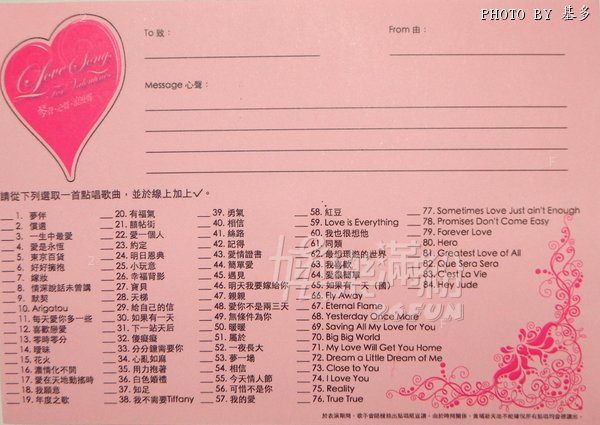 PHOTO BY 基多
To 致：
From 由：
Love Song
For Valentines
Message 心聲：
請從下列選取一首點唱歌曲，並於線上加上✓。
1. 夢伴
2. 償還
3. 一生中最愛
4. 愛是永恆
5. 東京百貨
6. 好好擁抱
7. 嫁妝
8. 情深說話未曾講
9. 默契
10. Arigatou
11. 每天愛你多一些
12. 喜歡戀愛
13. 零時零分
14. 曖昧
15. 花火
16. 濃情化不開
17. 愛在天地動搖時
18. 我願意
19. 年度之歌
20. 有福氣
21. 囍帖街
22. 愛一個人
23. 約定
24. 明日恩典
25. 小玩意
26. 幸福背影
27. 寶貝
28. 天梯
29. 給自己的信
30. 如果有一天
31. 下一站天后
32. 傻癡癡
33. 分分鐘需要你
34. 心亂如麻
35. 用力抱著
36. 白色婚禮
37. 知足
38. 我不需要Tiffany
39. 勇氣
40. 相信
41. 絲路
42. 記得
43. 愛情證書
44. 簡單愛
45. 遇見
46. 明天我要嫁給你
47. 親親
48. 愛你不是兩三天
49. 無條件為你
50. 暖暖
51. 屬於
52. 一夜長大
53. 夢一場
54. 相信
55. 今天情人節
56. 可惜不是你
57. 我的愛
58. 紅豆
59. Love is Everything
60. 我也很想他
61. 同類
62. 最想環遊的世界
63. 我喜歡
64. 愛是個簡單
65. 如果有一天（國）
66. Fly Away
67. Eternal Flame
68. Yesterday Once More
69. Saving All My Love for You
70. Big Big World
71. My Love Will Get You Home
72. Dream a Little Dream of Me
73. Close to You
74. I Love You
75. Reality
76. True True
77. Sometimes Love Just ain't Enough
78. Promises Don't Come Easy
79. Forever Love
80. Hero
81. Greatest Love of All
82. Que Sera Sera
83. C'est La Vie
84. Hey Jude